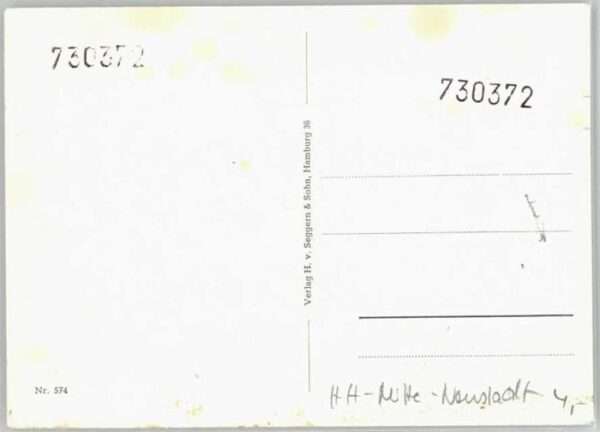 730372
730372
Verlag H. v. Seggern & Sohn, Hamburg 36
Nr. 574
HH-Mitte-Neustadt 4,-